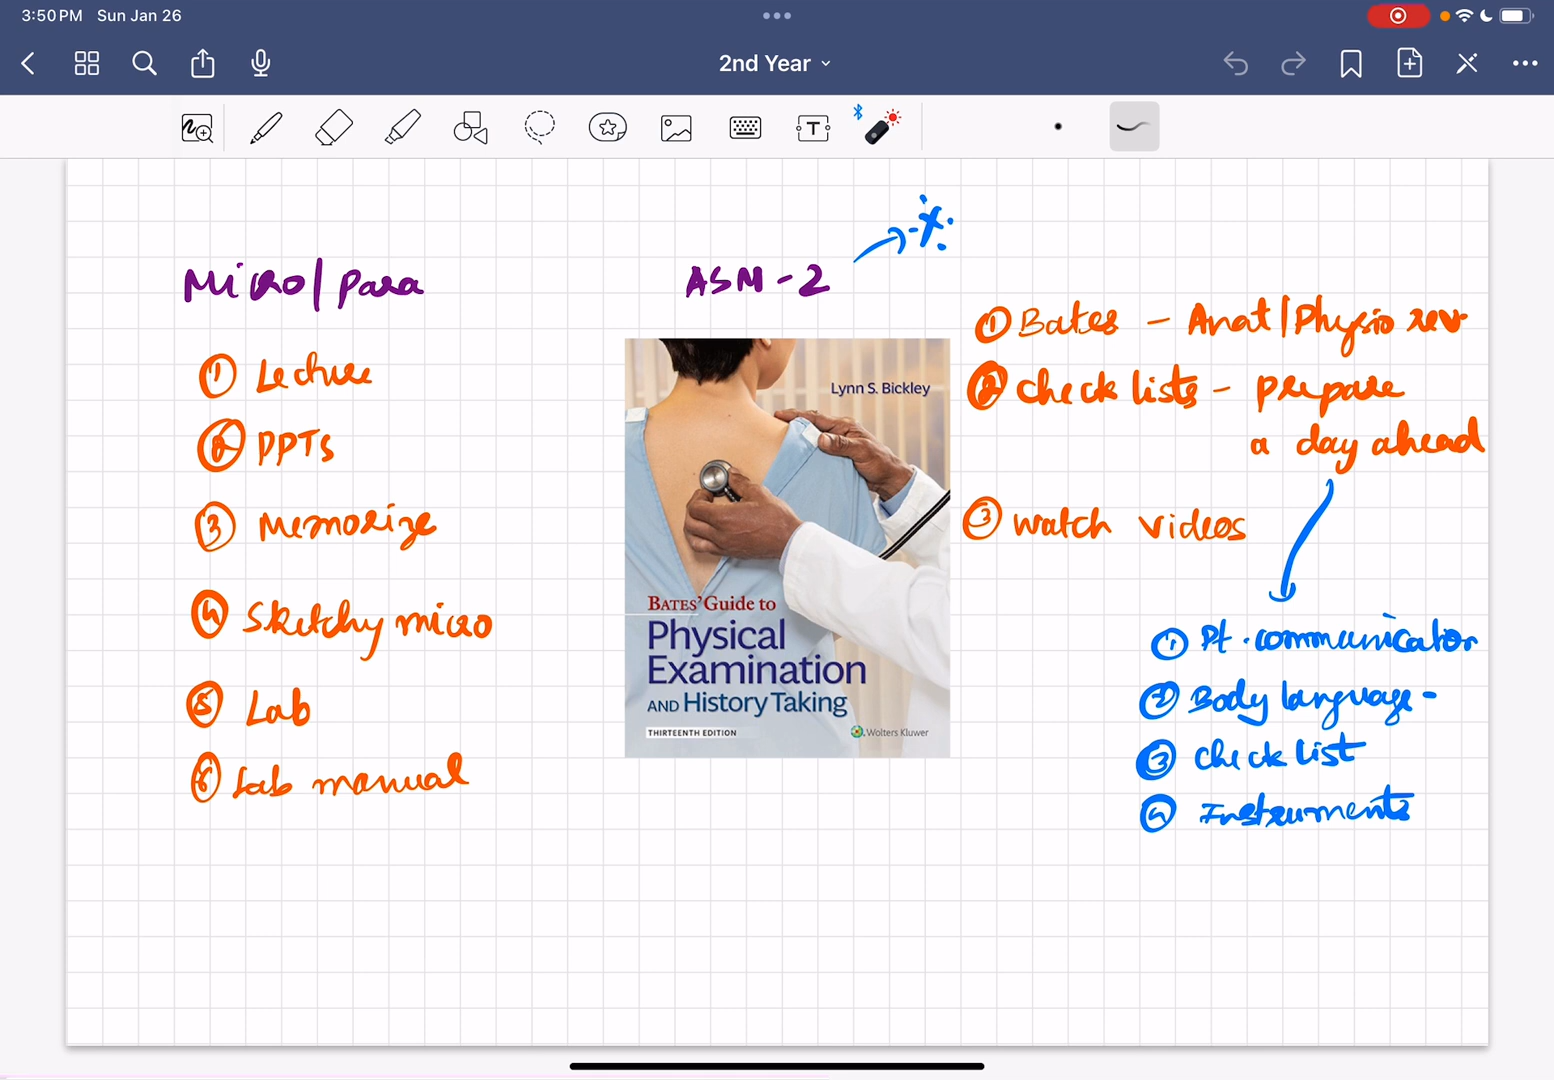 3:50 PM Sun Jan 26
2nd Year
T
Micro/Para
① Lecture
② PPTs
③ Memorize
④ Sketchy micro
⑤ Lab
⑥ Lab manual
ASM-2
Lynn S. Bickley
BATES' Guide to
Physical
Examination
AND History Taking
THIRTEENTH EDITION
Wolters Kluwer
① Bates - Anat/Physio rev
② check lists - prepare
a day ahead
③ watch videos
① Pt. communication
② Body language -
③ check list
④ Instruments